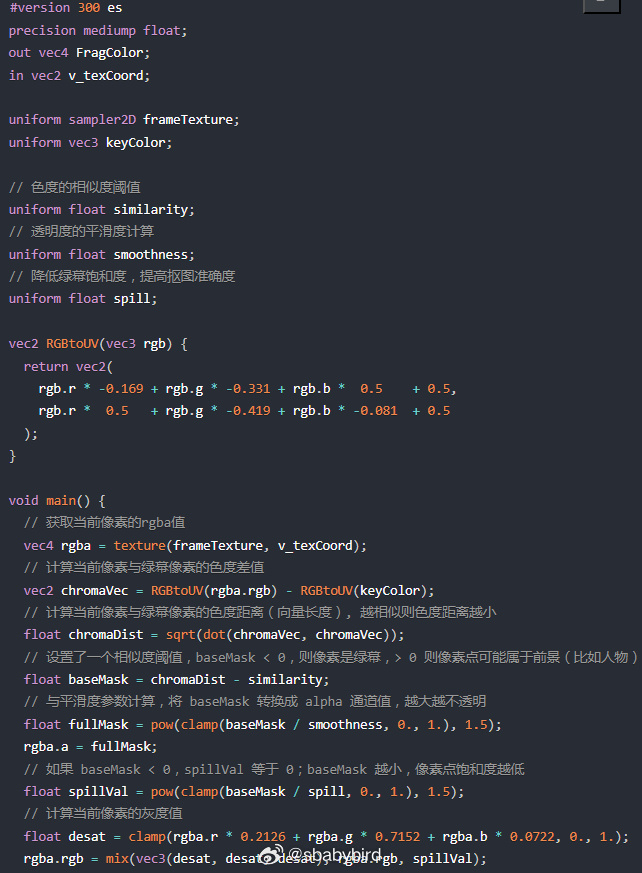 #version 300 es
precision mediump float;
out vec4 FragColor;
in vec2 v_texCoord;
uniform sampler2D frameTexture;
uniform vec3 keyColor;
// 色度的相似度阈值
uniform float similarity;
// 透明度的平滑度计算
uniform float smoothness;
// 降低绿幕饱和度，提高抠图准确度
uniform float spill;
vec2 RGBtoUV(vec3 rgb) {
return vec2(
rgb.r * -0.169 + rgb.g * -0.331 + rgb.b * 0.5 + 0.5,
rgb.r * 0.5 + rgb.g * -0.419 + rgb.b * -0.081 + 0.5
);
}
void main() {
// 获取当前像素的rgba值
vec4 rgba = texture(frameTexture, v_texCoord);
// 计算当前像素与绿幕像素的色度差值
vec2 chromaVec = RGBtoUV(rgba.rgb) - RGBtoUV(keyColor);
// 计算当前像素与绿幕像素的色度距离（向量长度）, 越相像则色度距离越小
float chromaDist = sqrt(dot(chromaVec, chromaVec));
// 设置了一个相似度阈值，baseMask < 0，则像素是绿幕，> 0 则像素点可能属于前景（比如人物）
float baseMask = chromaDist - similarity;
// 与平滑度参数计算，将 baseMask 转换成 alpha 通道值，越大越不透明
float fullMask = pow(clamp(baseMask / smoothness, 0., 1.), 1.5);
rgba.a = fullMask;
// 如果 baseMask < 0，spillVal 等于 0；baseMask 越小，像素点饱和度越低
float spillVal = pow(clamp(baseMask / spill, 0., 1.), 1.5);
// 计算当前像素的灰度值
float desat = clamp(rgba.r * 0.2126 + rgba.g * 0.7152 + rgba.b * 0.0722, 0., 1.);
rgba.rgb = mix(vec3(desat, desat, desat), rgba.rgb, spillVal);
@ababybird